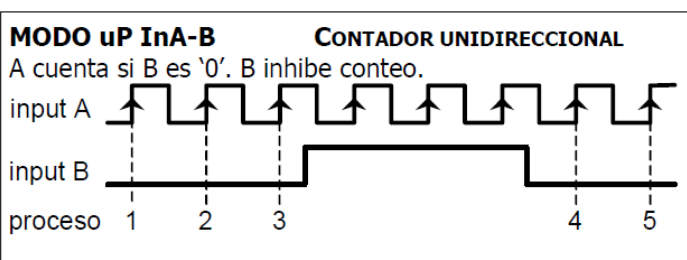 MODO uP InA-B CONTADOR UNIDIRECCIONAL
A cuenta si B es ‘0’. B inhibe conteo.
input A
input B
proceso 1 2 3 4 5